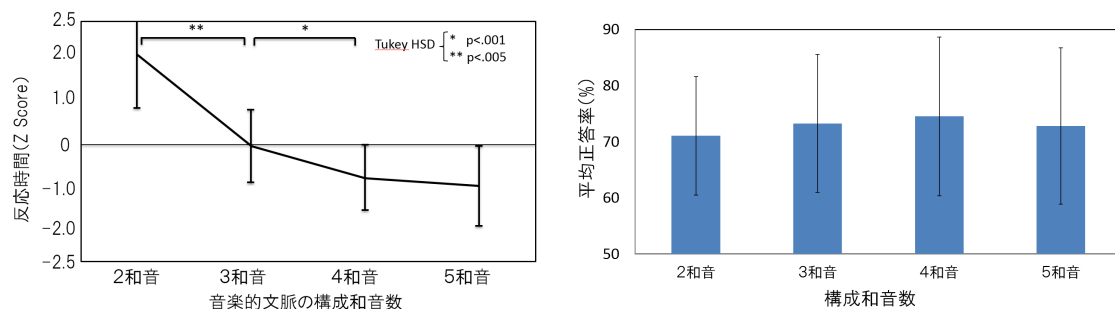 反応時間(Z Score)
2.5
2.0
1.0
0
-1.0
-2.0
-2.5
**
*
Tukey HSD
* p<.001
** p<.005
2和音
3和音
4和音
5和音
音楽的文脈の構成和音数
平均正答率(%)
90
80
70
60
50
2和音
3和音
4和音
5和音
構成和音数